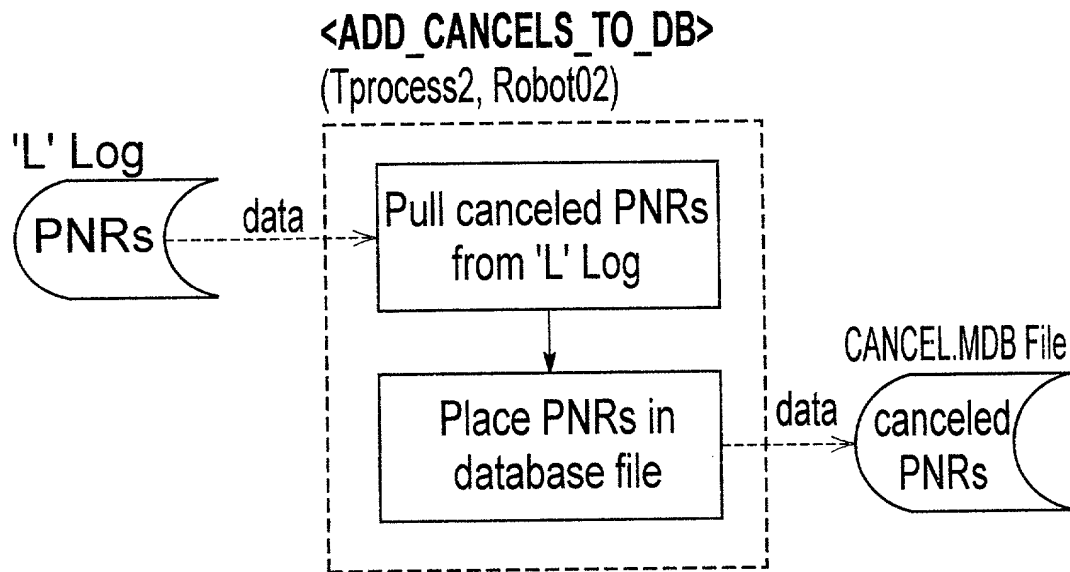 <ADD_CANCELS_TO_DB>
(Tprocess2, Robot02)
'L' Log
PNRs
data
Pull canceled PNRs
from 'L' Log
Place PNRs in
database file
data
CANCEL.MDB File
canceled
PNRs